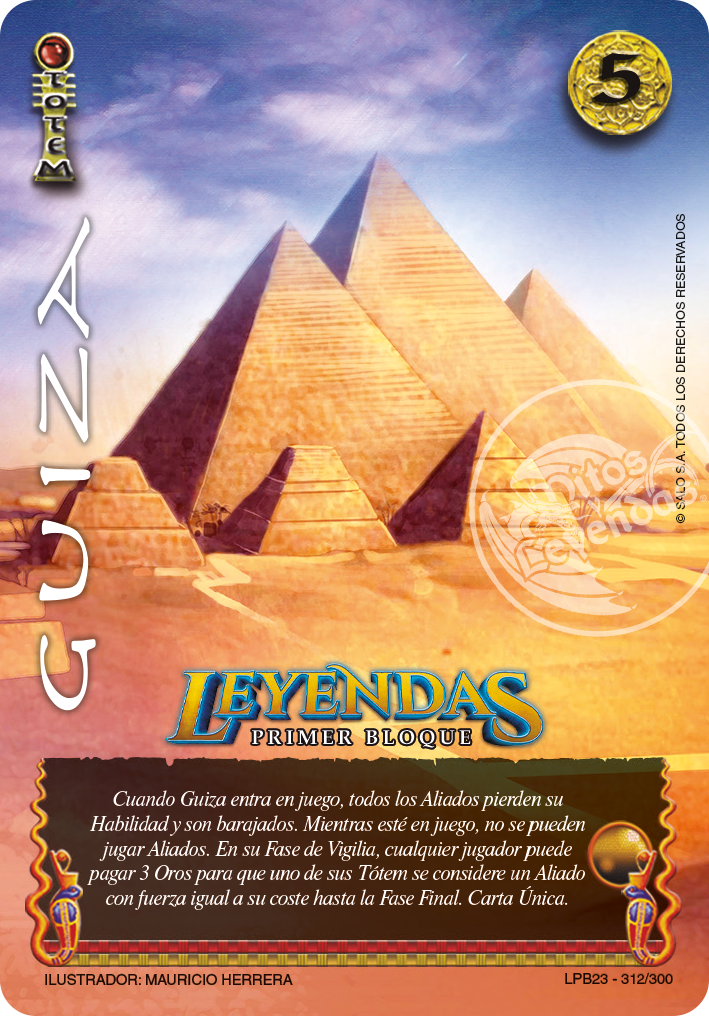 TOTEM
5
GUIZA
© SALO S.A. TODOS LOS DERECHOS RESERVADOS
Mitos
y
Leyendas
LEYENDAS
PRIMER BLOQUE
Cuando Guiza entra en juego, todos los Aliados pierden su
Habilidad y son barajados. Mientras esté en juego, no se pueden
jugar Aliados. En su Fase de Vigilia, cualquier jugador puede
pagar 3 Oros para que uno de sus Tótem se considere un Aliado
con fuerza igual a su coste hasta la Fase Final. Carta Única.
ILUSTRADOR: MAURICIO HERRERA
LPB23 - 312/300